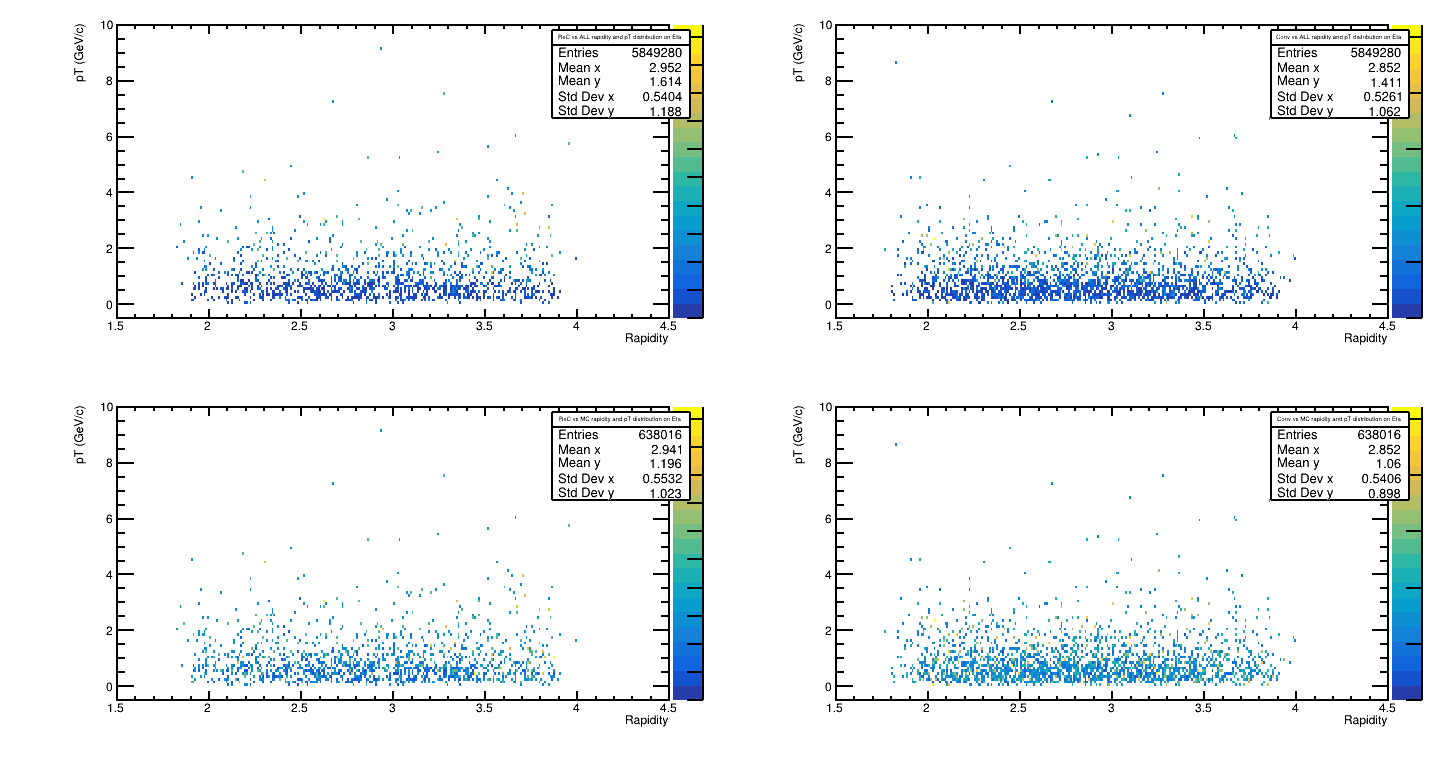 10
8
6
4
2
0
pT (GeV/c)
1.5 2 2.5 3 3.5 4 4.5
Rapidity
ReC vs ALL rapidity and pT distribution on Eta
Entries 5849280
Mean x 2.952
Mean y 1.614
Std Dev x 0.5404
Std Dev y 1.188
10
8
6
4
2
0
pT (GeV/c)
1.5 2 2.5 3 3.5 4 4.5
Rapidity
Conv vs ALL rapidity and pT distribution on Eta
Entries 5849280
Mean x 2.852
Mean y 1.411
Std Dev x 0.5261
Std Dev y 1.062
10
8
6
4
2
0
pT (GeV/c)
1.5 2 2.5 3 3.5 4 4.5
Rapidity
ReC vs MC rapidity and pT distribution on Eta
Entries 638016
Mean x 2.941
Mean y 1.196
Std Dev x 0.5532
Std Dev y 1.023
10
8
6
4
2
0
pT (GeV/c)
1.5 2 2.5 3 3.5 4 4.5
Rapidity
Conv vs MC rapidity and pT distribution on Eta
Entries 638016
Mean x 2.852
Mean y 1.06
Std Dev x 0.5406
Std Dev y 0.898